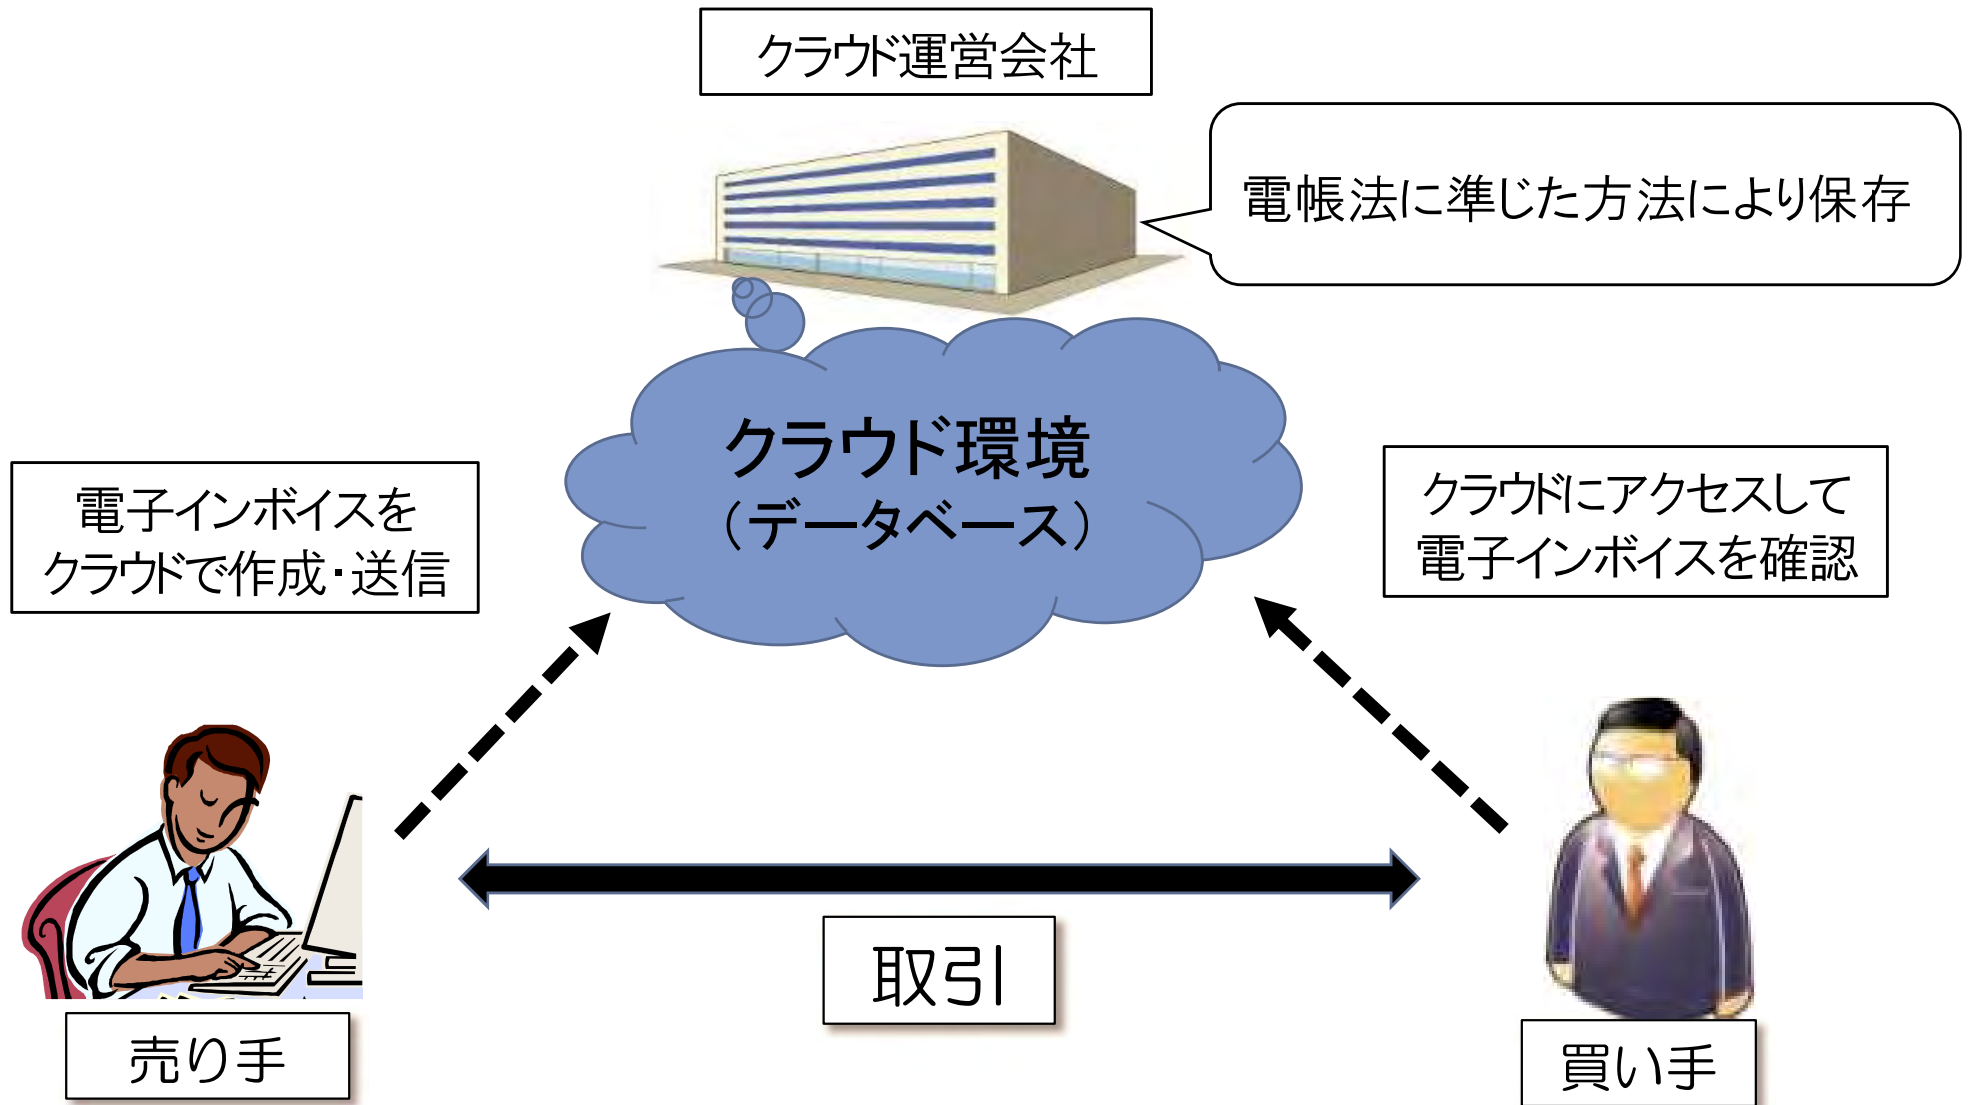 クラウド運営会社
電帳法に準じた方法により保存
クラウド環境
（データベース）
電子インボイスを
クラウドで作成・送信
クラウドにアクセスして
電子インボイスを確認
取引
売り手
買い手